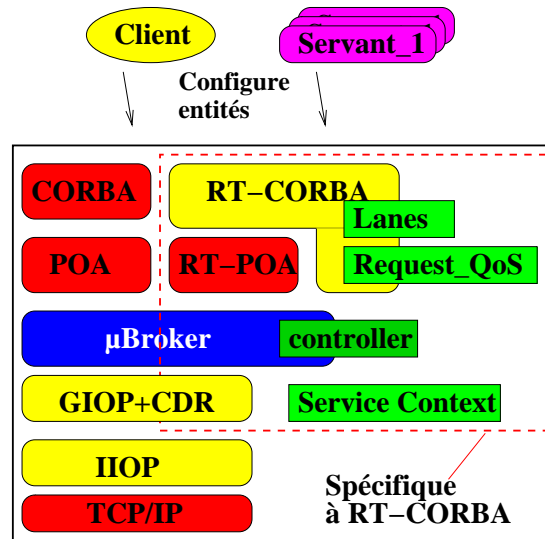 Client
Servant_1
Configure
entités
CORBA
RT−CORBA
Lanes
POA
RT−POA
Request_QoS
µBroker
controller
GIOP+CDR
Service Context
IIOP
Spécifique
à RT−CORBA
TCP/IP